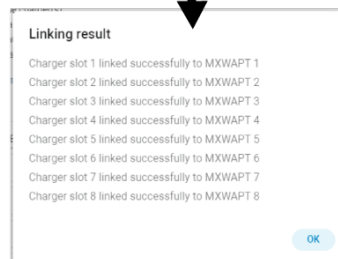 Linking result
Charger slot 1 linked successfully to MXWAPT 1
Charger slot 2 linked successfully to MXWAPT 2
Charger slot 3 linked successfully to MXWAPT 3
Charger slot 4 linked successfully to MXWAPT 4
Charger slot 5 linked successfully to MXWAPT 5
Charger slot 6 linked successfully to MXWAPT 6
Charger slot 7 linked successfully to MXWAPT 7
Charger slot 8 linked successfully to MXWAPT 8
OK